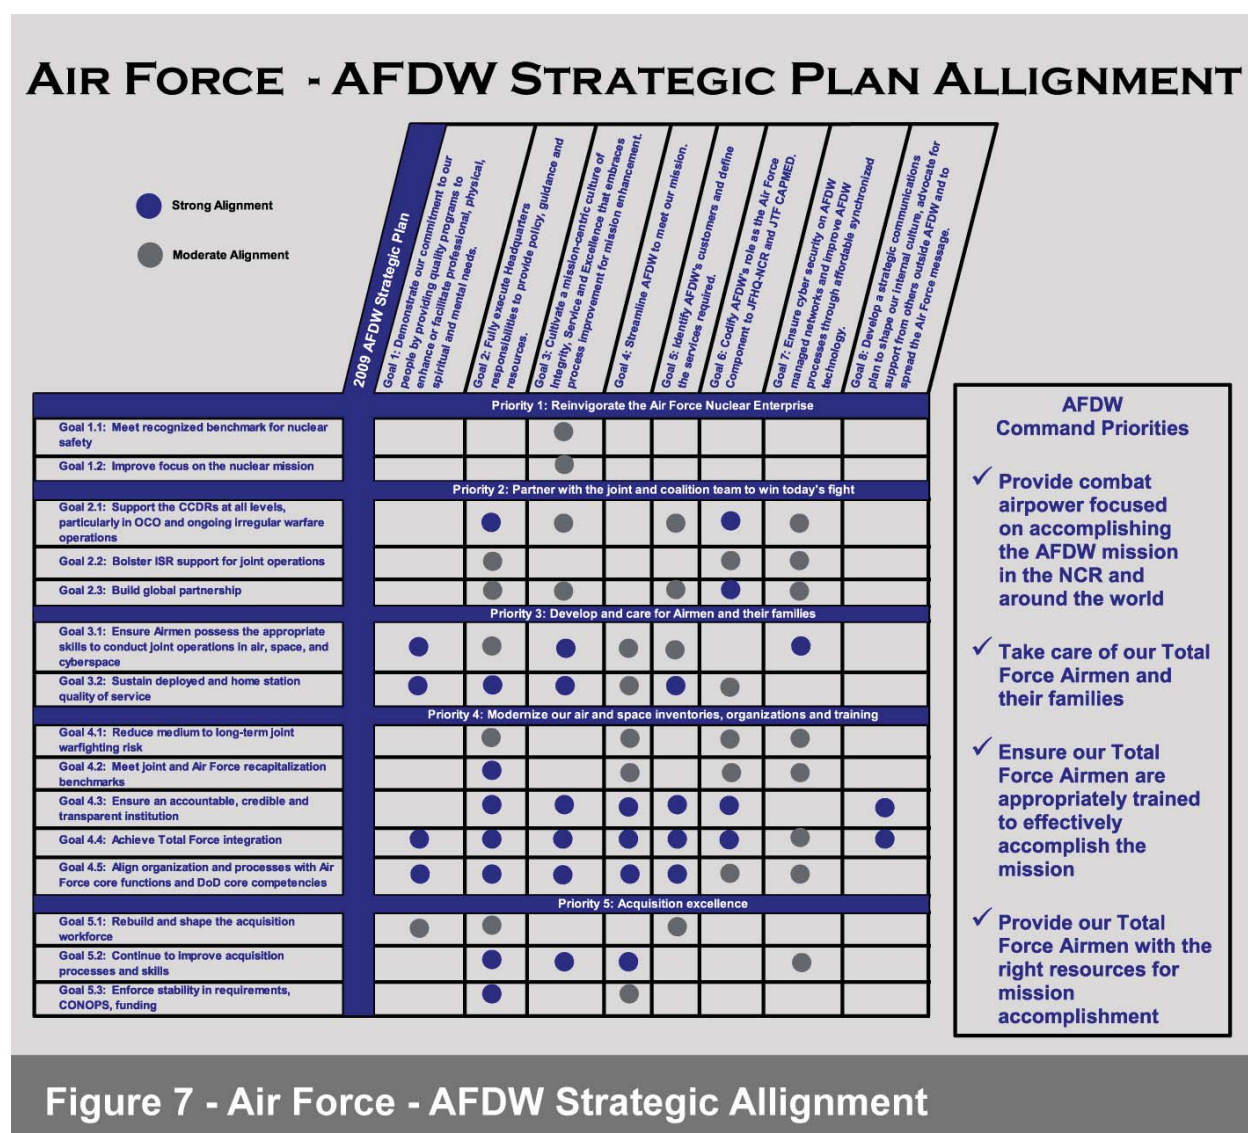 AIR FORCE - AFDW STRATEGIC PLAN ALLIGNMENT
Strong Alignment
Moderate Alignment
2009 AFDW Strategic Plan
Goal 1: Demonstrate our commitment to our
people by providing quality programs to
enhance or facilitate professional, physical,
spiritual and mental needs.
Goal 2: Fully execute Headquarters
responsibilities to provide policy, guidance and
resources.
Goal 3: Cultivate a mission-centric culture of
Integrity, Service and Excellence that embraces
process improvement for mission enhancement.
Goal 4: Streamline AFDW to meet our mission.
Goal 5: Identify AFDW's customers and define
the services required.
Goal 6: Codify AFDW's role as the Air Force
Component to JFHQ-NCR and JTF CAPMED.
Goal 7: Ensure cyber security on AFDW
managed networks and improve AFDW
processes through affordable synchronized
technology.
Goal 8: Develop a strategic communications
plan to shape our internal culture, advocate for
support from others outside AFDW and to
spread the Air Force message.
Priority 1: Reinvigorate the Air Force Nuclear Enterprise
Goal 1.1: Meet recognized benchmark for nuclear
safety
Goal 1.2: Improve focus on the nuclear mission
Priority 2: Partner with the joint and coalition team to win today's fight
Goal 2.1: Support the CCDRs at all levels,
particularly in OCO and ongoing irregular warfare
operations
Goal 2.2: Bolster ISR support for joint operations
Goal 2.3: Build global partnership
Priority 3: Develop and care for Airmen and their families
Goal 3.1: Ensure Airmen possess the appropriate
skills to conduct joint operations in air, space, and
cyberspace
Goal 3.2: Sustain deployed and home station
quality of service
Priority 4: Modernize our air and space inventories, organizations and training
Goal 4.1: Reduce medium to long-term joint
warfighting risk
Goal 4.2: Meet joint and Air Force recapitalization
benchmarks
Goal 4.3: Ensure an accountable, credible and
transparent institution
Goal 4.4: Achieve Total Force integration
Goal 4.5: Align organization and processes with Air
Force core functions and DoD core competencies
Priority 5: Acquisition excellence
Goal 5.1: Rebuild and shape the acquisition
workforce
Goal 5.2: Continue to improve acquisition
processes and skills
Goal 5.3: Enforce stability in requirements,
CONOPS, funding
AFDW
Command Priorities
✓ Provide combat
airpower focused
on accomplishing
the AFDW mission
in the NCR and
around the world
✓ Take care of our Total
Force Airmen and
their families
✓ Ensure our Total
Force Airmen are
appropriately trained
to effectively
accomplish the
mission
✓ Provide our Total
Force Airmen with the
right resources for
mission
accomplishment
Figure 7 - Air Force - AFDW Strategic Allignment